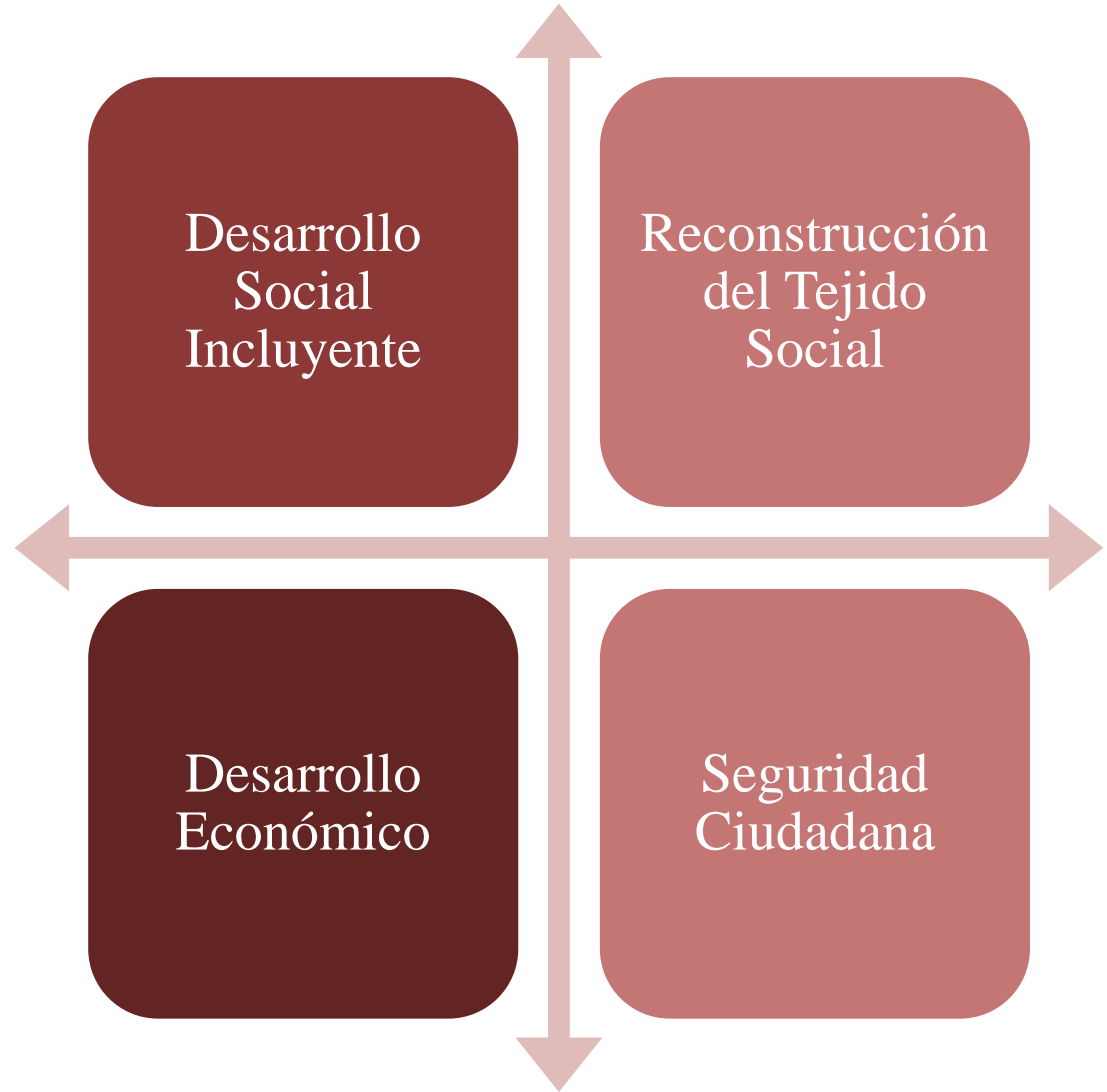 Desarrollo
Social
Incluyente
Reconstrucción
del Tejido
Social
Desarrollo
Económico
Seguridad
Ciudadana